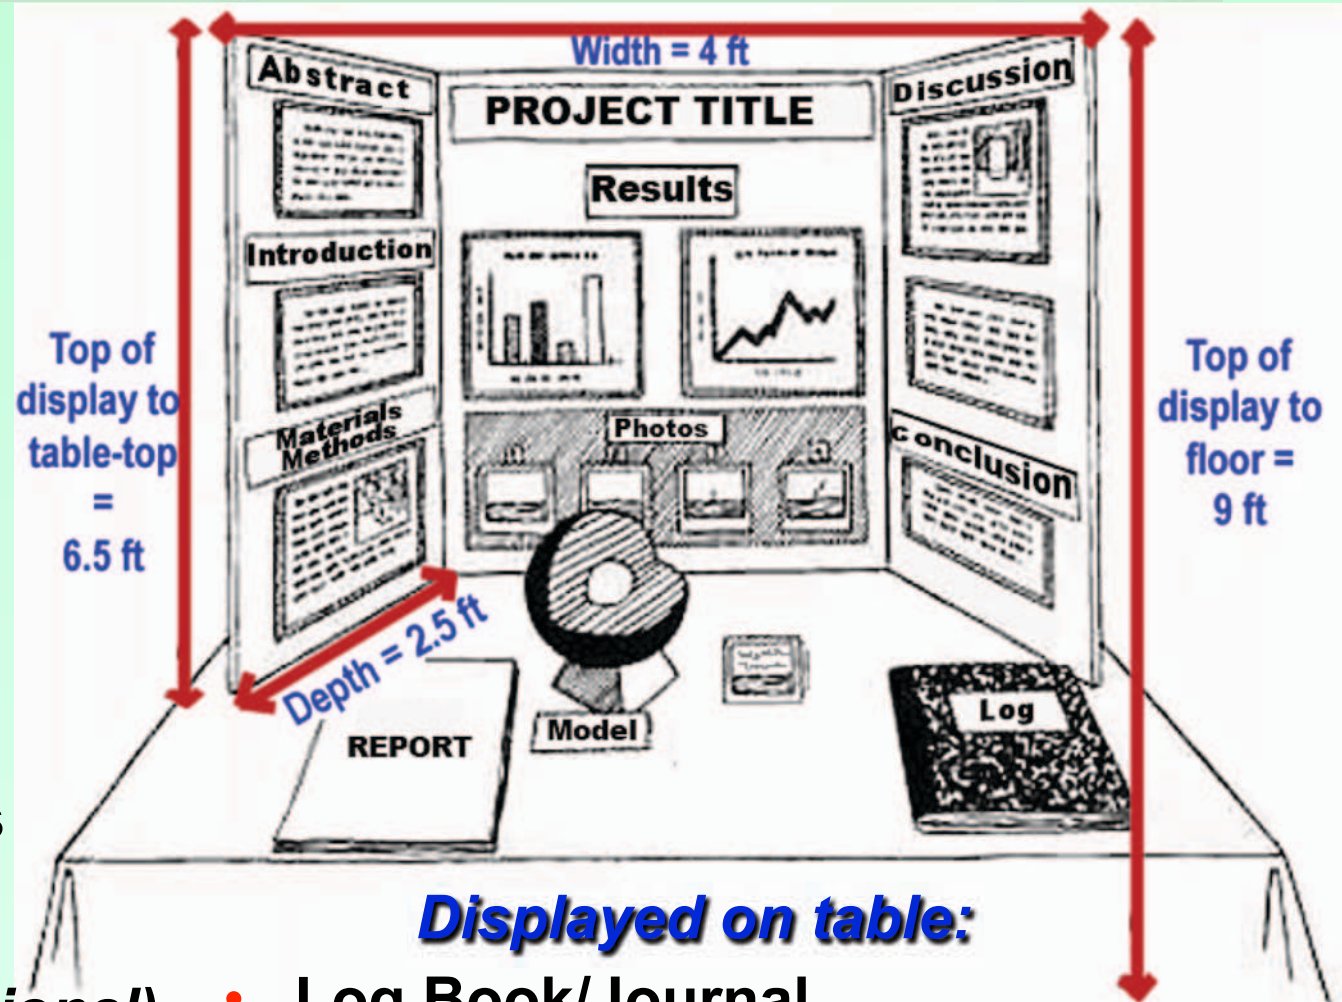 Width = 4 ft
Abstract
PROJECT TITLE
Discussion
Results
Introduction
Top of
display to
table-top
=
6.5 ft
Top of
display to
floor =
9 ft
Materials
Methods
Photos
Conclusion
Depth = 2.5 ft
REPORT
Model
Log
s
Displayed on table:
ional)
• Log Book/Journal